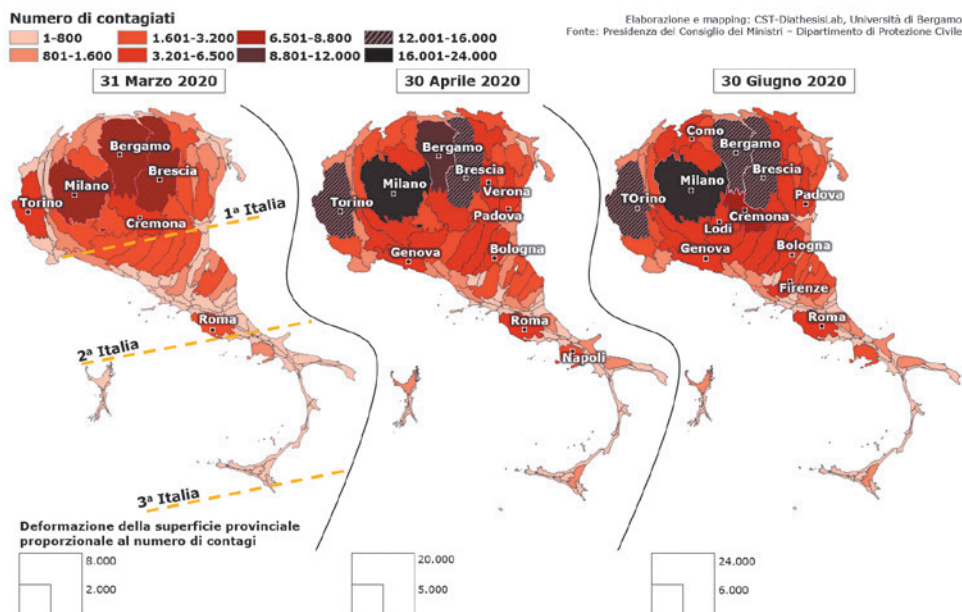 Numero di contagiati
1-800
1.601-3.200
6.501-8.800
12.001-16.000
801-1.600
3.201-6.500
8.801-12.000
16.001-24.000
Elaborazione e mapping: CST-DiathesisLab, Università di Bergamo
Fonte: Presidenza del Consiglio dei Ministri – Dipartimento di Protezione Civile
31 Marzo 2020
Bergamo
Milano
Brescia
Torino
Cremona
1ª Italia
Roma
2ª Italia
3ª Italia
30 Aprile 2020
Bergamo
Brescia
Milano
Verona
Torino
Padova
Genova
Bologna
Roma
Napoli
30 Giugno 2020
Como
Bergamo
Milano
Brescia
TOrino
Padova
Cremona
Lodi
Genova
Bologna
Firenze
Roma
Deformazione della superficie provinciale
proporzionale al numero di contagi
8.000
2.000
20.000
5.000
24.000
6.000